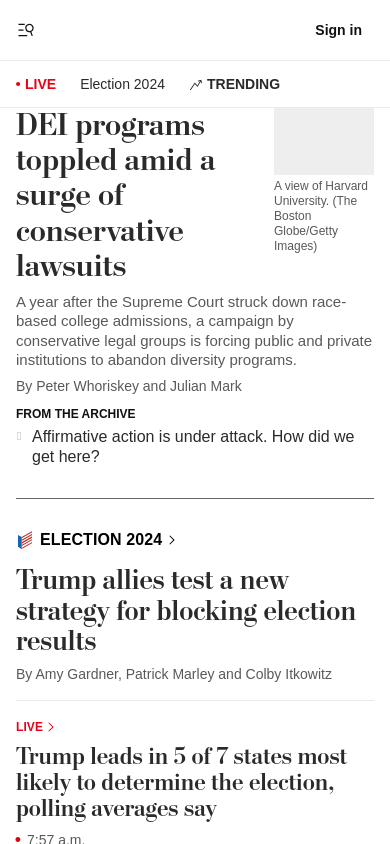 Sign in
LIVE Election 2024 TRENDING
DEI programs
toppled amid a
surge of
conservative
lawsuits
A view of Harvard
University. (The
Boston
Globe/Getty
Images)
A year after the Supreme Court struck down race-
based college admissions, a campaign by
conservative legal groups is forcing public and private
institutions to abandon diversity programs.
By Peter Whoriskey and Julian Mark
FROM THE ARCHIVE
Affirmative action is under attack. How did we
get here?
ELECTION 2024
Trump allies test a new
strategy for blocking election
results
By Amy Gardner, Patrick Marley and Colby Itkowitz
LIVE
Trump leads in 5 of 7 states most
likely to determine the election,
polling averages say
7:57 a.m.